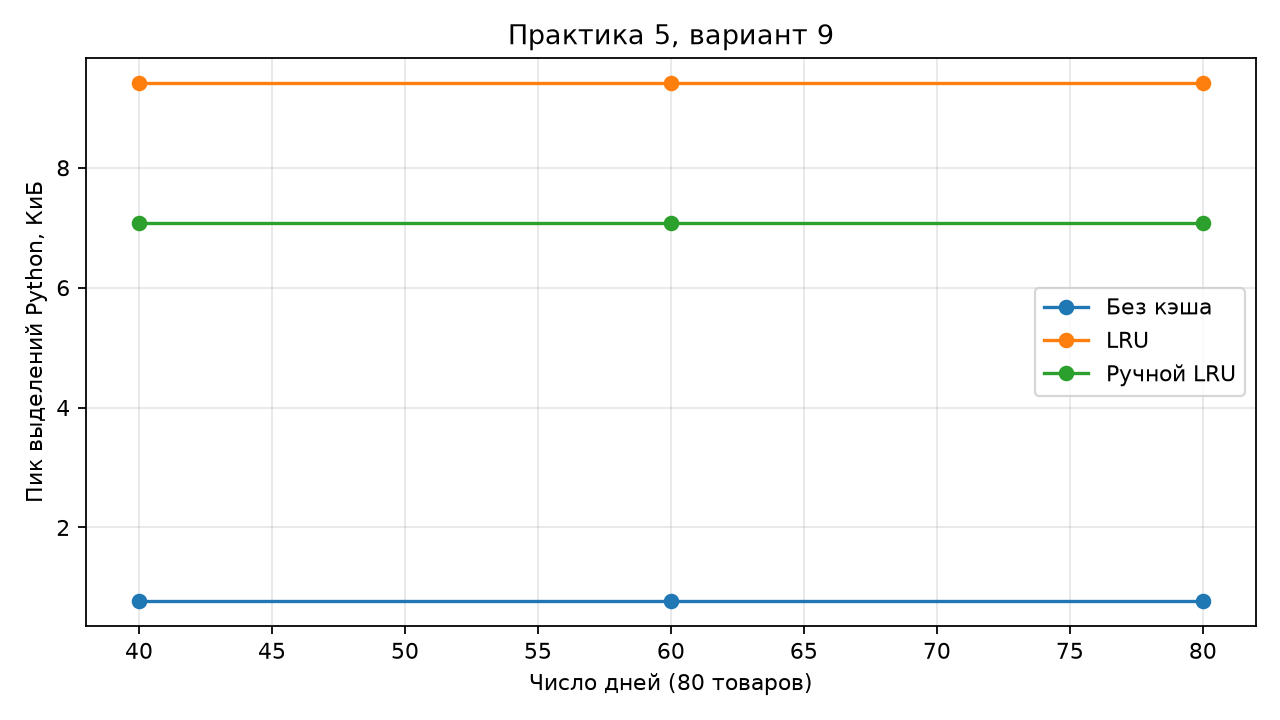 Практика 5, вариант 9
Пик выделений Python, КиБ
8
6
4
2
Без кэша
LRU
Ручной LRU
40 45 50 55 60 65 70 75 80
Число дней (80 товаров)